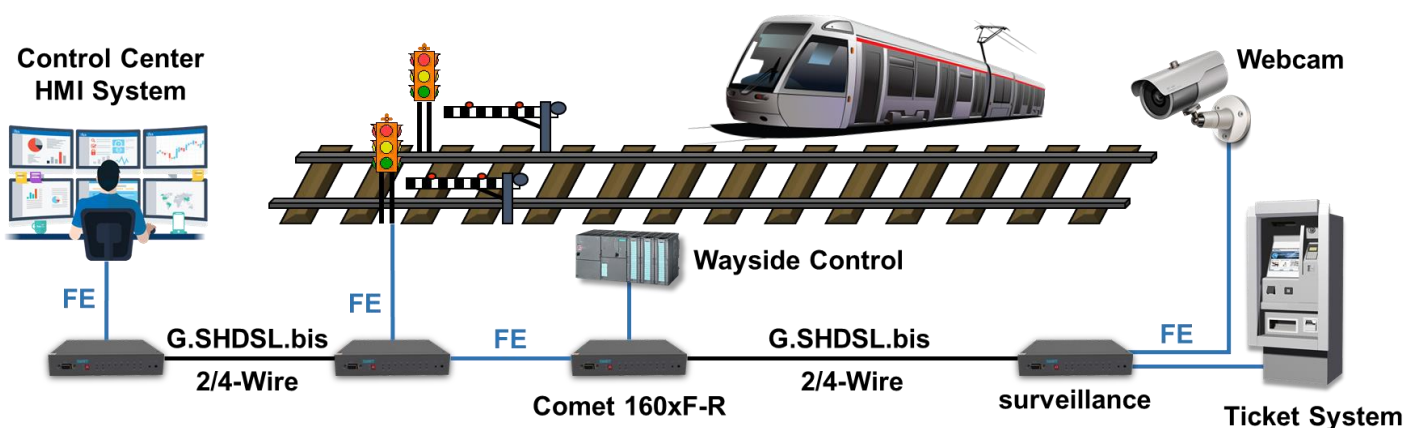 Control Center
HMI System
Webcam
Wayside Control
FE
FE
FE
FE
G.SHDSL.bis
2/4-Wire
G.SHDSL.bis
2/4-Wire
Comet 160xF-R
surveillance
Ticket System